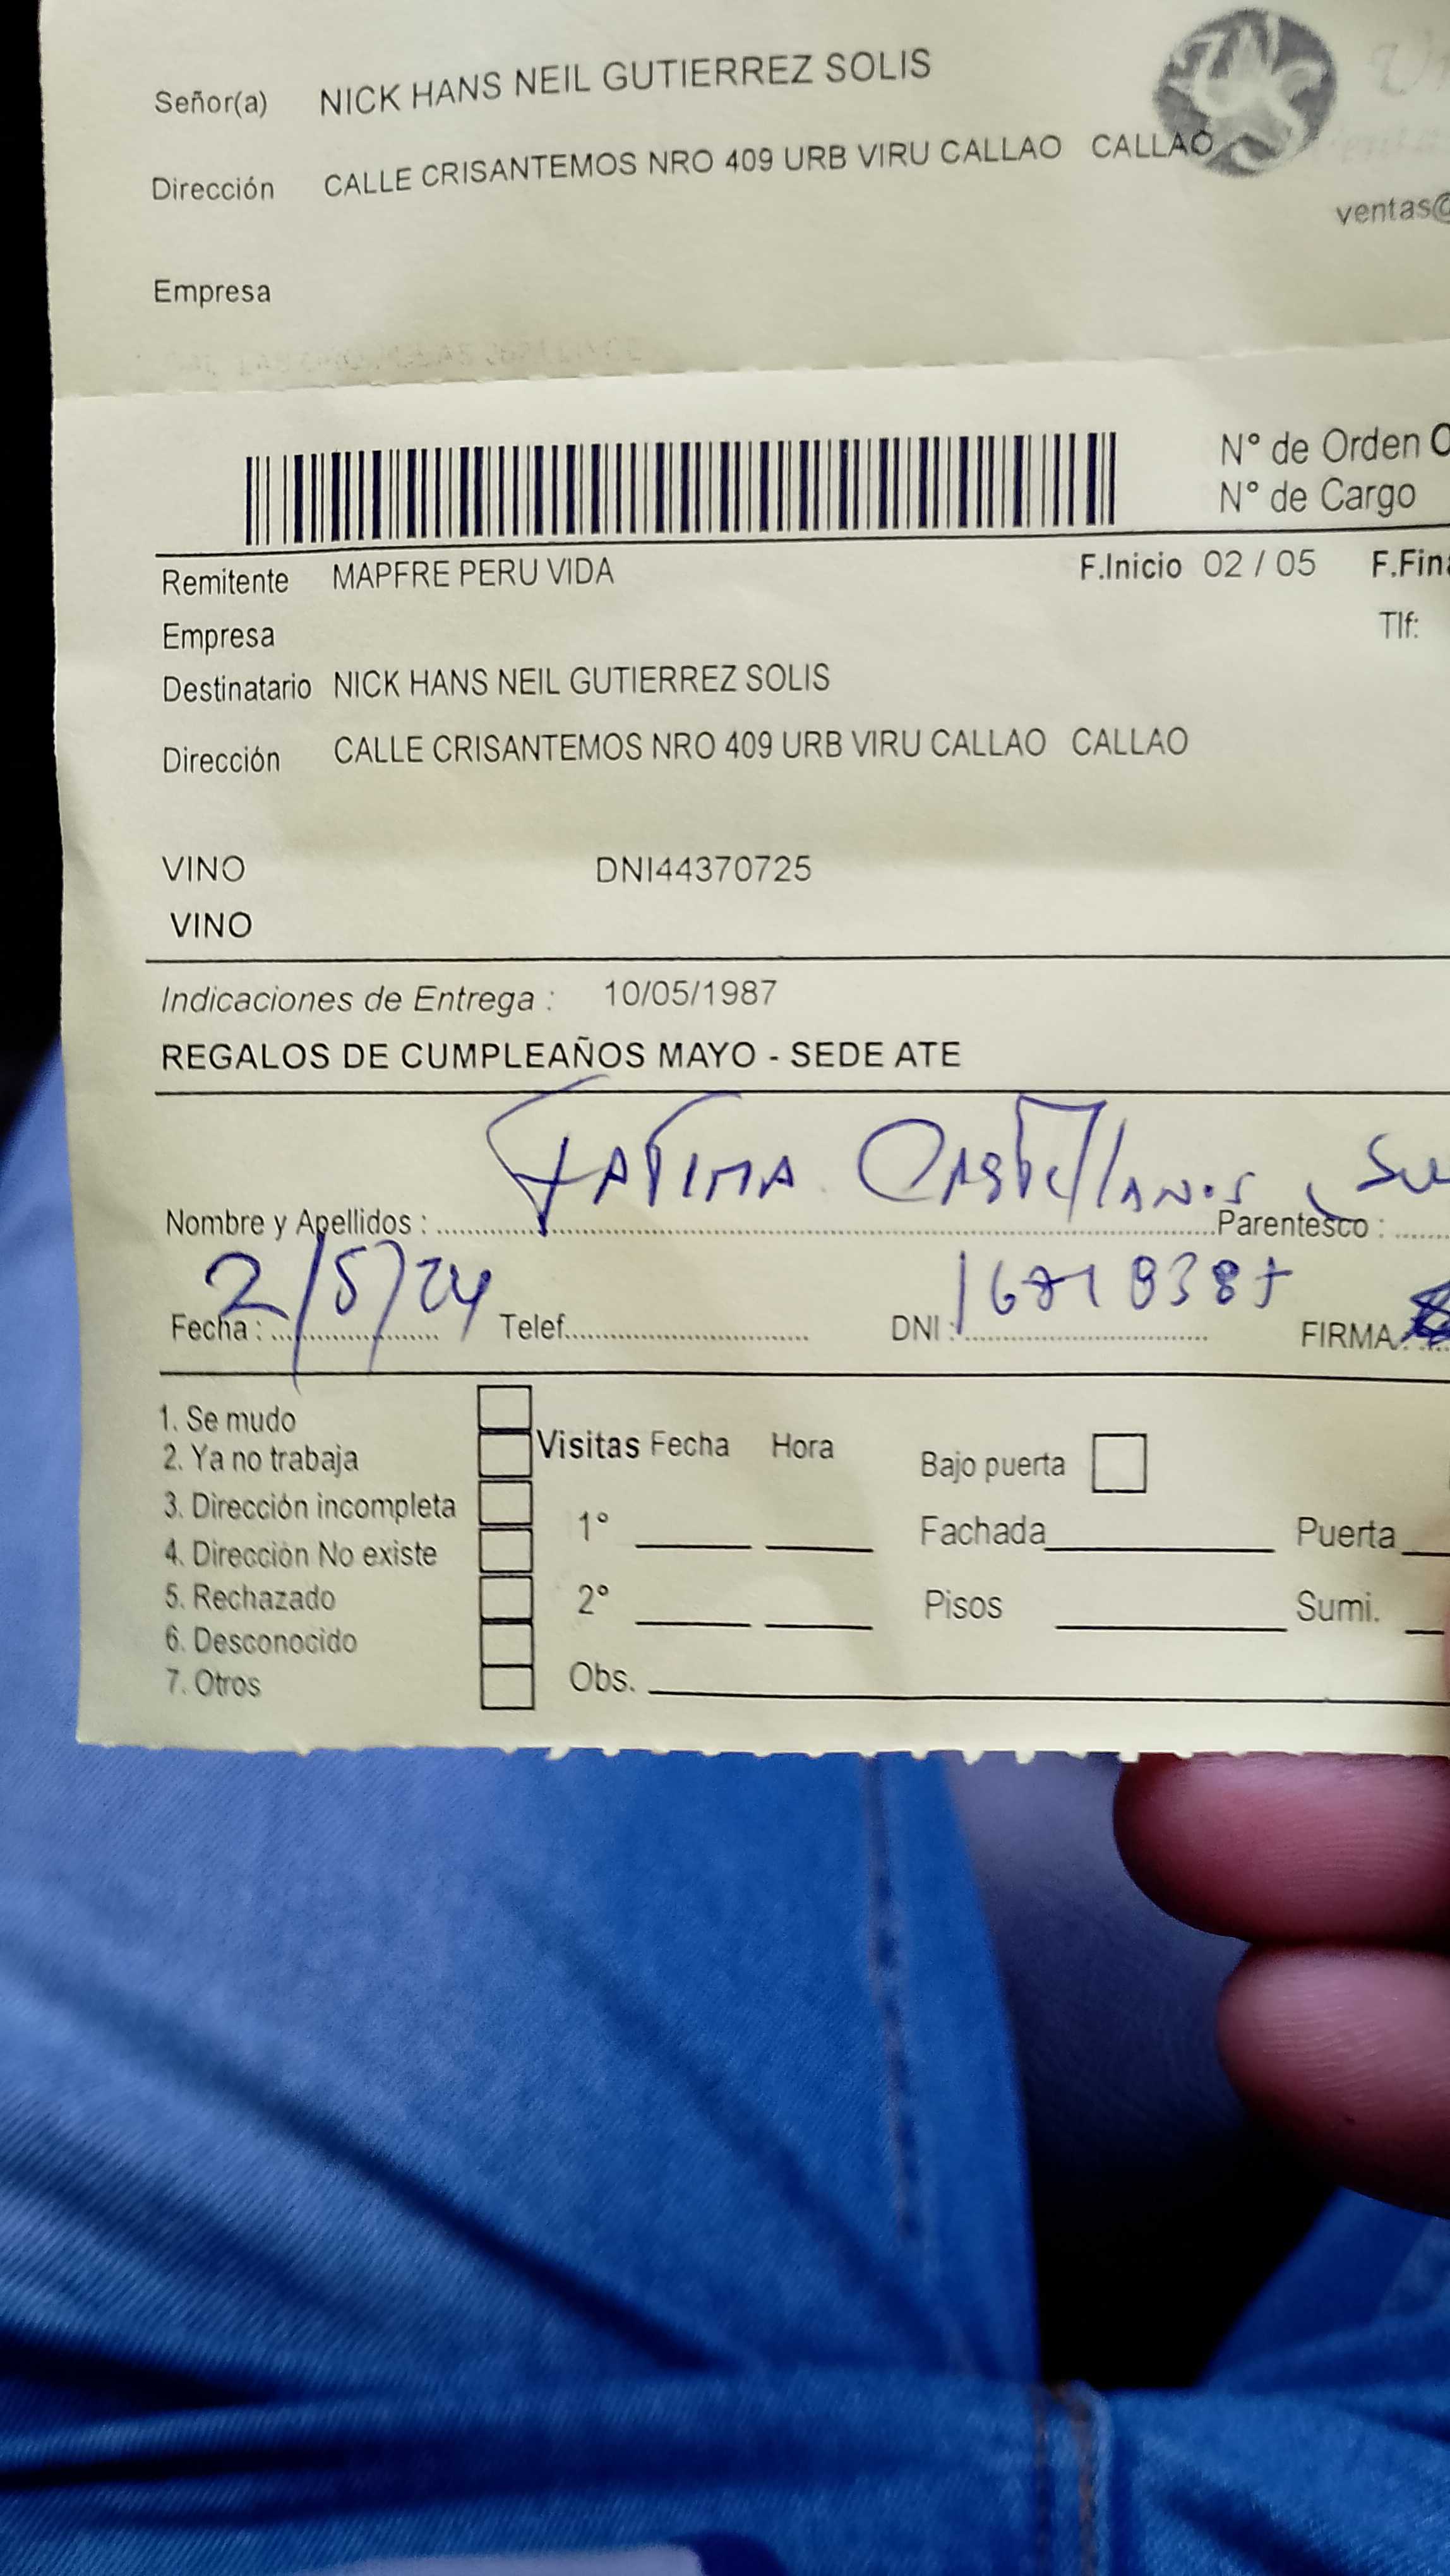 Señor(a) NICK HANS NEIL GUTIERREZ SOLIS
Dirección CALLE CRISANTEMOS NRO 409 URB VIRU CALLAO CALLAO
ventas@
Empresa
N° de Orden
N° de Cargo
Remitente MAPFRE PERU VIDA F.Inicio 02 / 05 F.Fin
Empresa Tlf:
Destinatario NICK HANS NEIL GUTIERREZ SOLIS
Dirección CALLE CRISANTEMOS NRO 409 URB VIRU CALLAO CALLAO
VINO DNI44370725
VINO
Indicaciones de Entrega : 10/05/1987
REGALOS DE CUMPLEAÑOS MAYO - SEDE ATE
Nombre y Apellidos : FATIMA CASTELLANOS Parentesco :
Fecha : 2/5/24 Telef. DNI : FIRMA :
1. Se mudo
2. Ya no trabaja Visitas Fecha Hora Bajo puerta
3. Dirección incompleta 1° Fachada Puerta
4. Dirección No existe
5. Rechazado 2° Pisos Sumi.
6. Desconocido
7. Otros Obs.